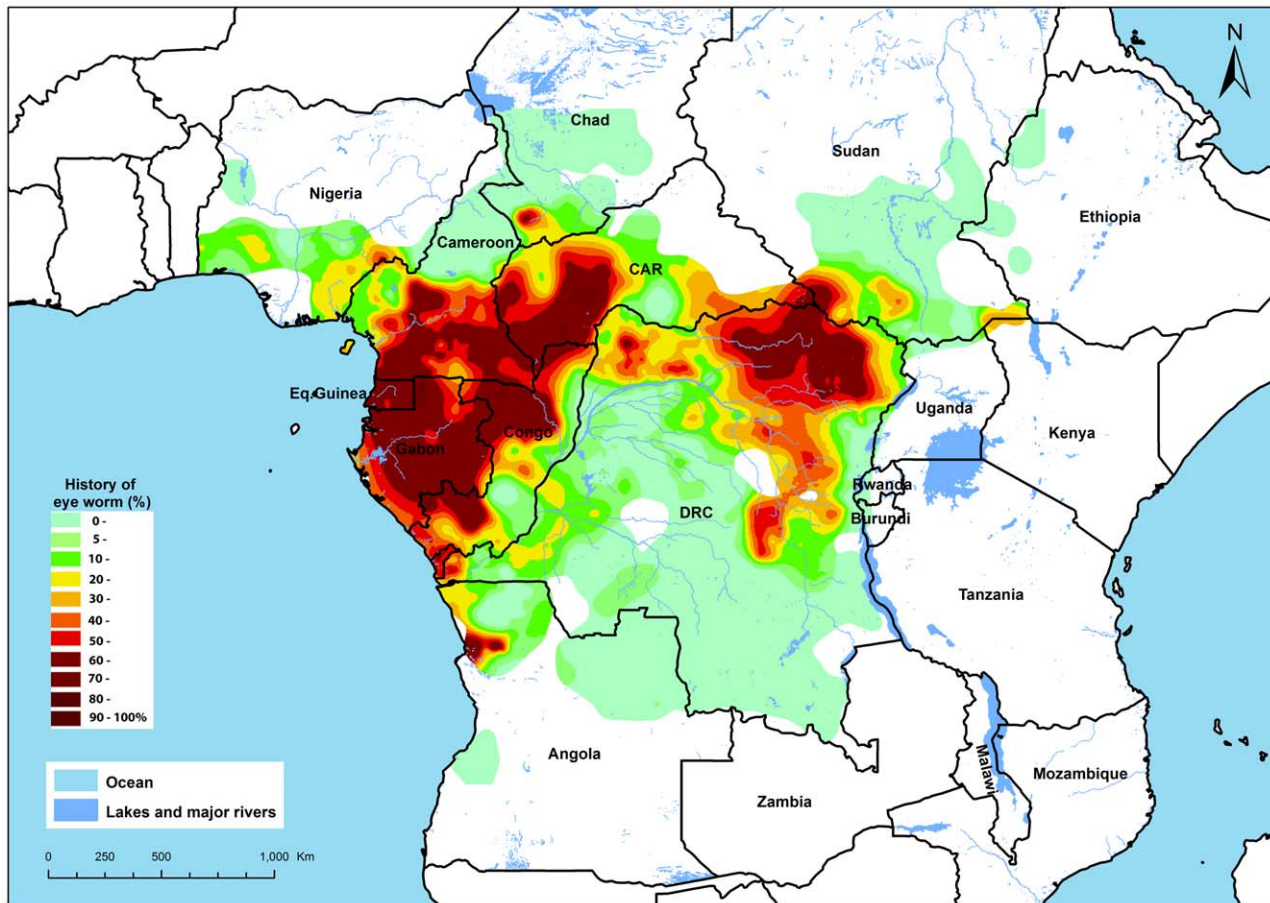 N
Chad
Sudan
Nigeria
Ethiopia
Cameroon
CAR
Eq.Guinea
Gabon
Congo
Uganda
Kenya
Rwanda
DRC
Burundi
Tanzania
Angola
Zambia
Malawi
Mozambique
History of
eye worm (%)
0 -
5 -
10 -
20 -
30 -
40 -
50 -
60 -
70 -
80 -
90 - 100%
Ocean
Lakes and major rivers
0 250 500 1,000 Km